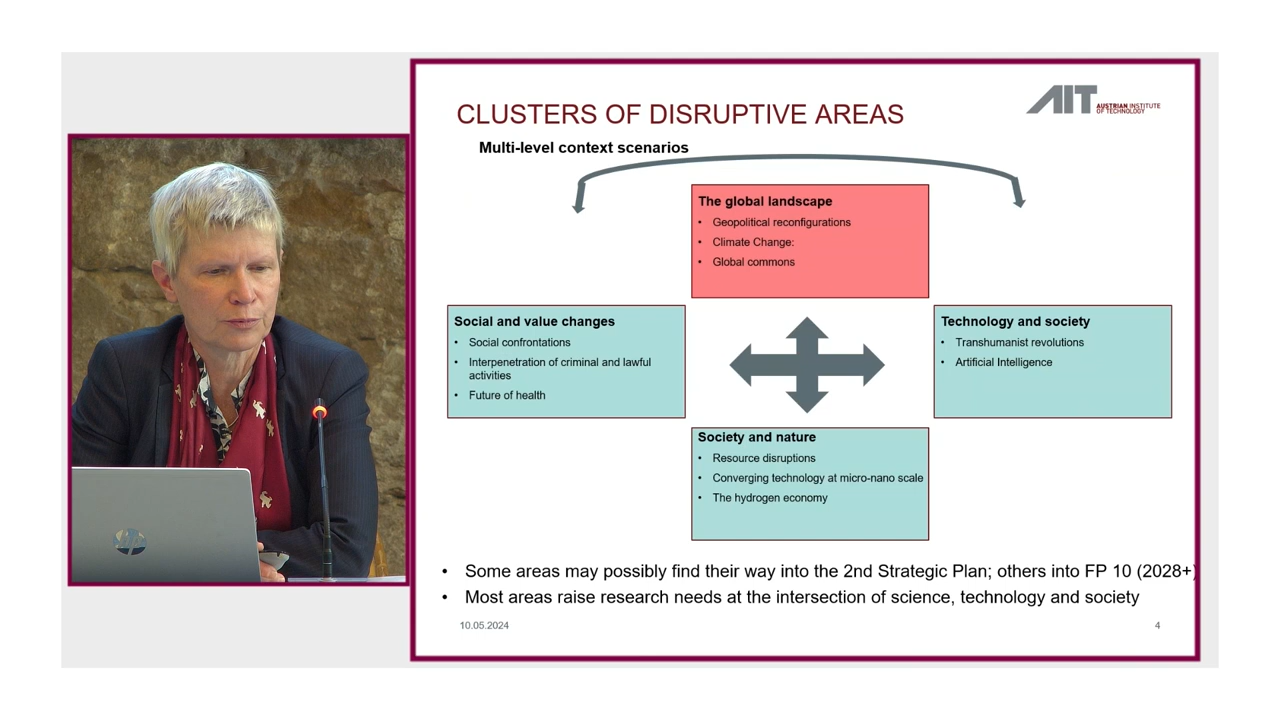 CLUSTERS OF DISRUPTIVE AREAS
AIT AUSTRIAN INSTITUTE
OF TECHNOLOGY
Multi-level context scenarios
The global landscape
• Geopolitical reconfigurations
• Climate Change:
• Global commons
Social and value changes
• Social confrontations
• Interpenetration of criminal and lawful
activities
• Future of health
Technology and society
• Transhumanist revolutions
• Artificial Intelligence
Society and nature
• Resource disruptions
• Converging technology at micro-nano scale
• The hydrogen economy
• Some areas may possibly find their way into the 2nd Strategic Plan; others into FP 10 (2028+)
• Most areas raise research needs at the intersection of science, technology and society
10.05.2024
4
hp